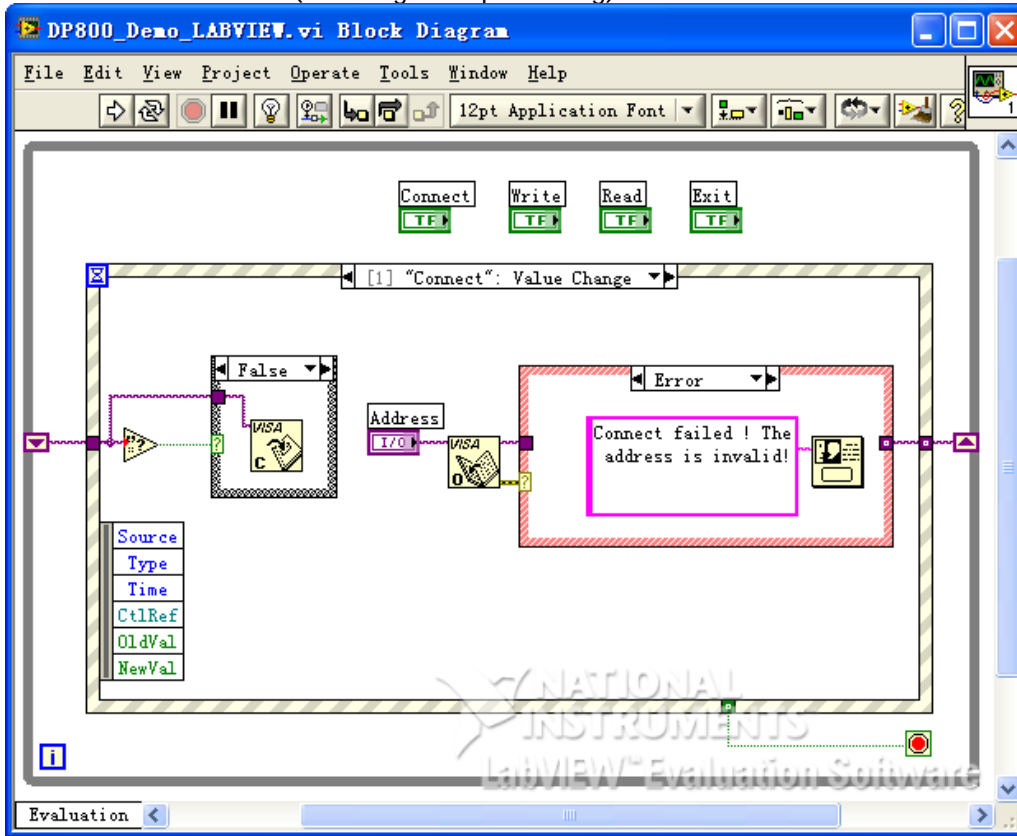 DP800_Demo_LABVIEW.vi Block Diagram
File Edit View Project Operate Tools Window Help
12pt Application Font
1
Connect Write Read Exit
TF TF TF TF
[1] "Connect": Value Change
False
Error
Address
I/O
"?
?
VISA
C
VISA
O
?
Connect failed ! The
address is invalid!
Source
Type
Time
CtlRef
OldVal
NewVal
NATIONAL
INSTRUMENTS
LabVIEW™ Evaluation Software
i
Evaluation